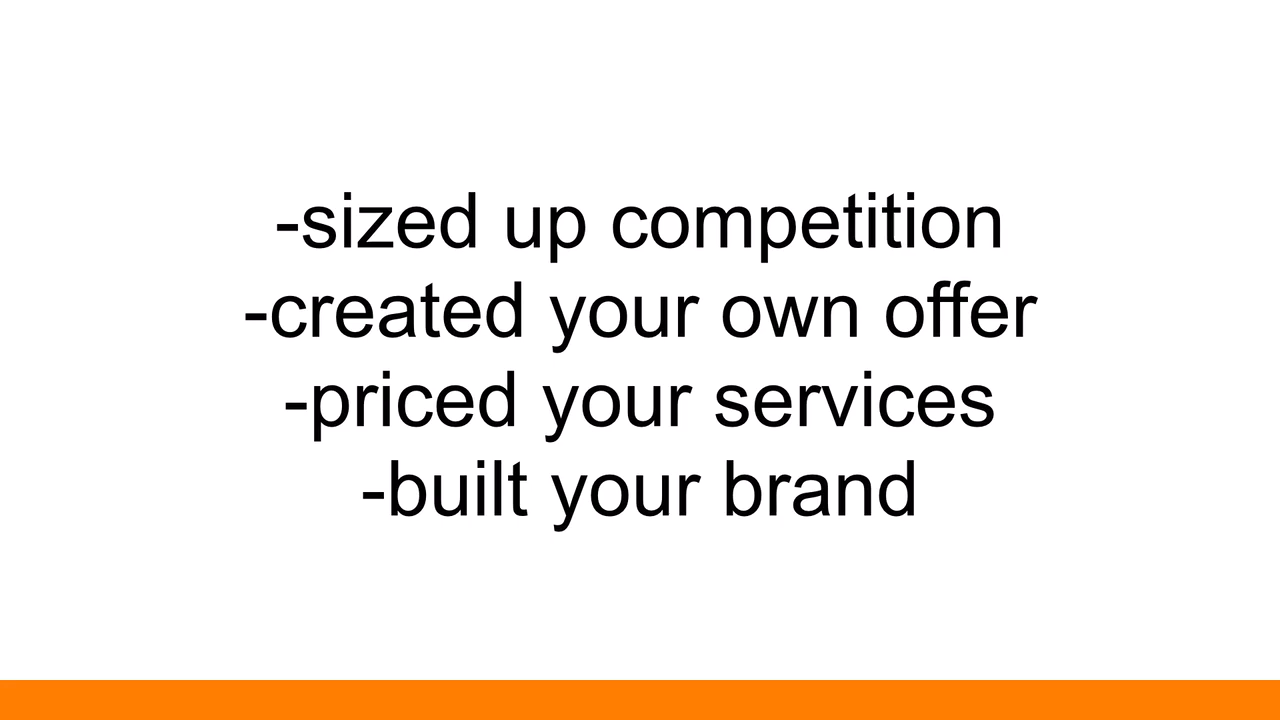 -sized up competition
-created your own offer
-priced your services
-built your brand